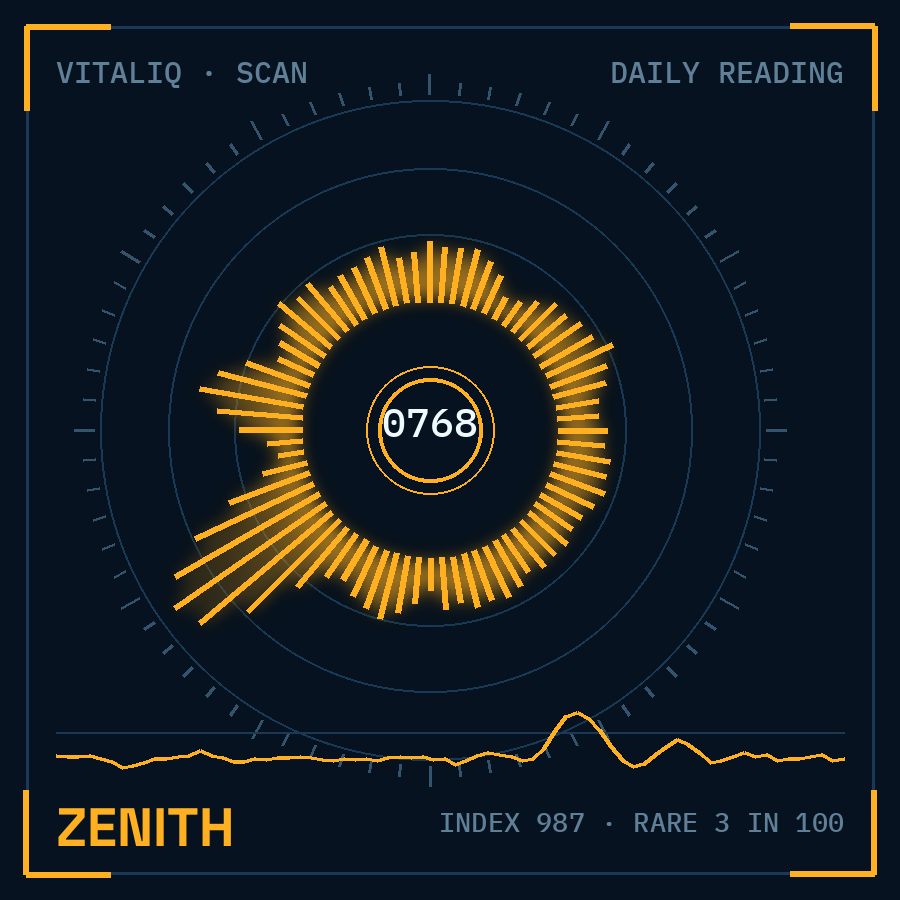 VITALIQ · SCAN
DAILY READING
0768
ZENITH
INDEX 987 · RARE 3 IN 100